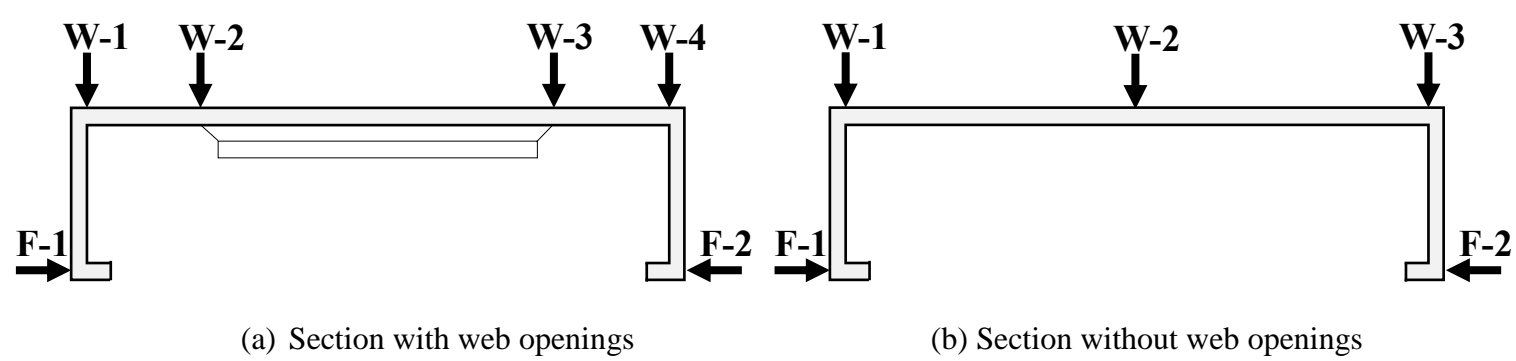 W-1 W-2 W-3 W-4
F-1 F-2
(a) Section with web openings
W-1 W-2 W-3
F-1 F-2
(b) Section without web openings